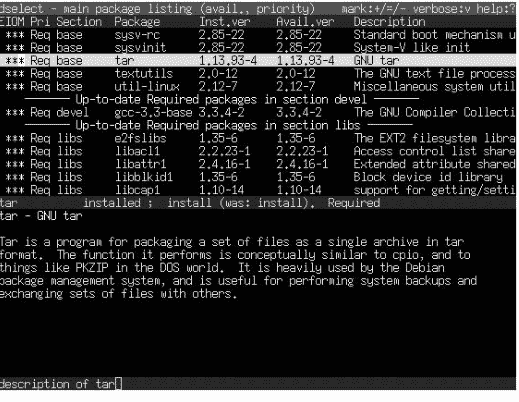 dselect - main package listing (avail., priority)    mark:+/=/- verbose:v help:?
EIOM Pri Section  Package      Inst.ver    Avail.ver   Description
 *** Req base     sysv-rc      2.85-22     2.85-22     Standard boot mechanism u
 *** Req base     sysvinit     2.85-22     2.85-22     System-V like init
 *** Req base     tar          1.13.93-4   1.13.93-4   GNU tar
 *** Req base     textutils    2.0-12      2.0-12      The GNU text file process
 *** Req base     util-linux   2.12-7      2.12-7      Miscellaneous system util
 ─────── Up-to-date Required packages in section devel ───────
 *** Req devel    gcc-3.3-base 3.3.4-2     3.3.4-2     The GNU Compiler Collecti
 ─────── Up-to-date Required packages in section libs ───────
 *** Req libs     e2fslibs     1.35-6      1.35-6      The EXT2 filesystem libra
 *** Req libs     libacl1      2.2.23-1    2.2.23-1    Access control list share
 *** Req libs     libattr1     2.4.16-1    2.4.16-1    Extended attribute shared
 *** Req libs     libblkid1    1.35-6      1.35-6      Block device id library
 *** Req libs     libcap1      1.10-14     1.10-14     support for getting/setti
tar          installed ;  install (was: install).  Required
tar - GNU tar
Tar is a program for packaging a set of files as a single archive in tar
format.  The function it performs is conceptually similar to cpio, and to
things like PKZIP in the DOS world.  It is heavily used by the Debian
package management system, and is useful for performing system backups and
exchanging sets of files with others.
description of tar